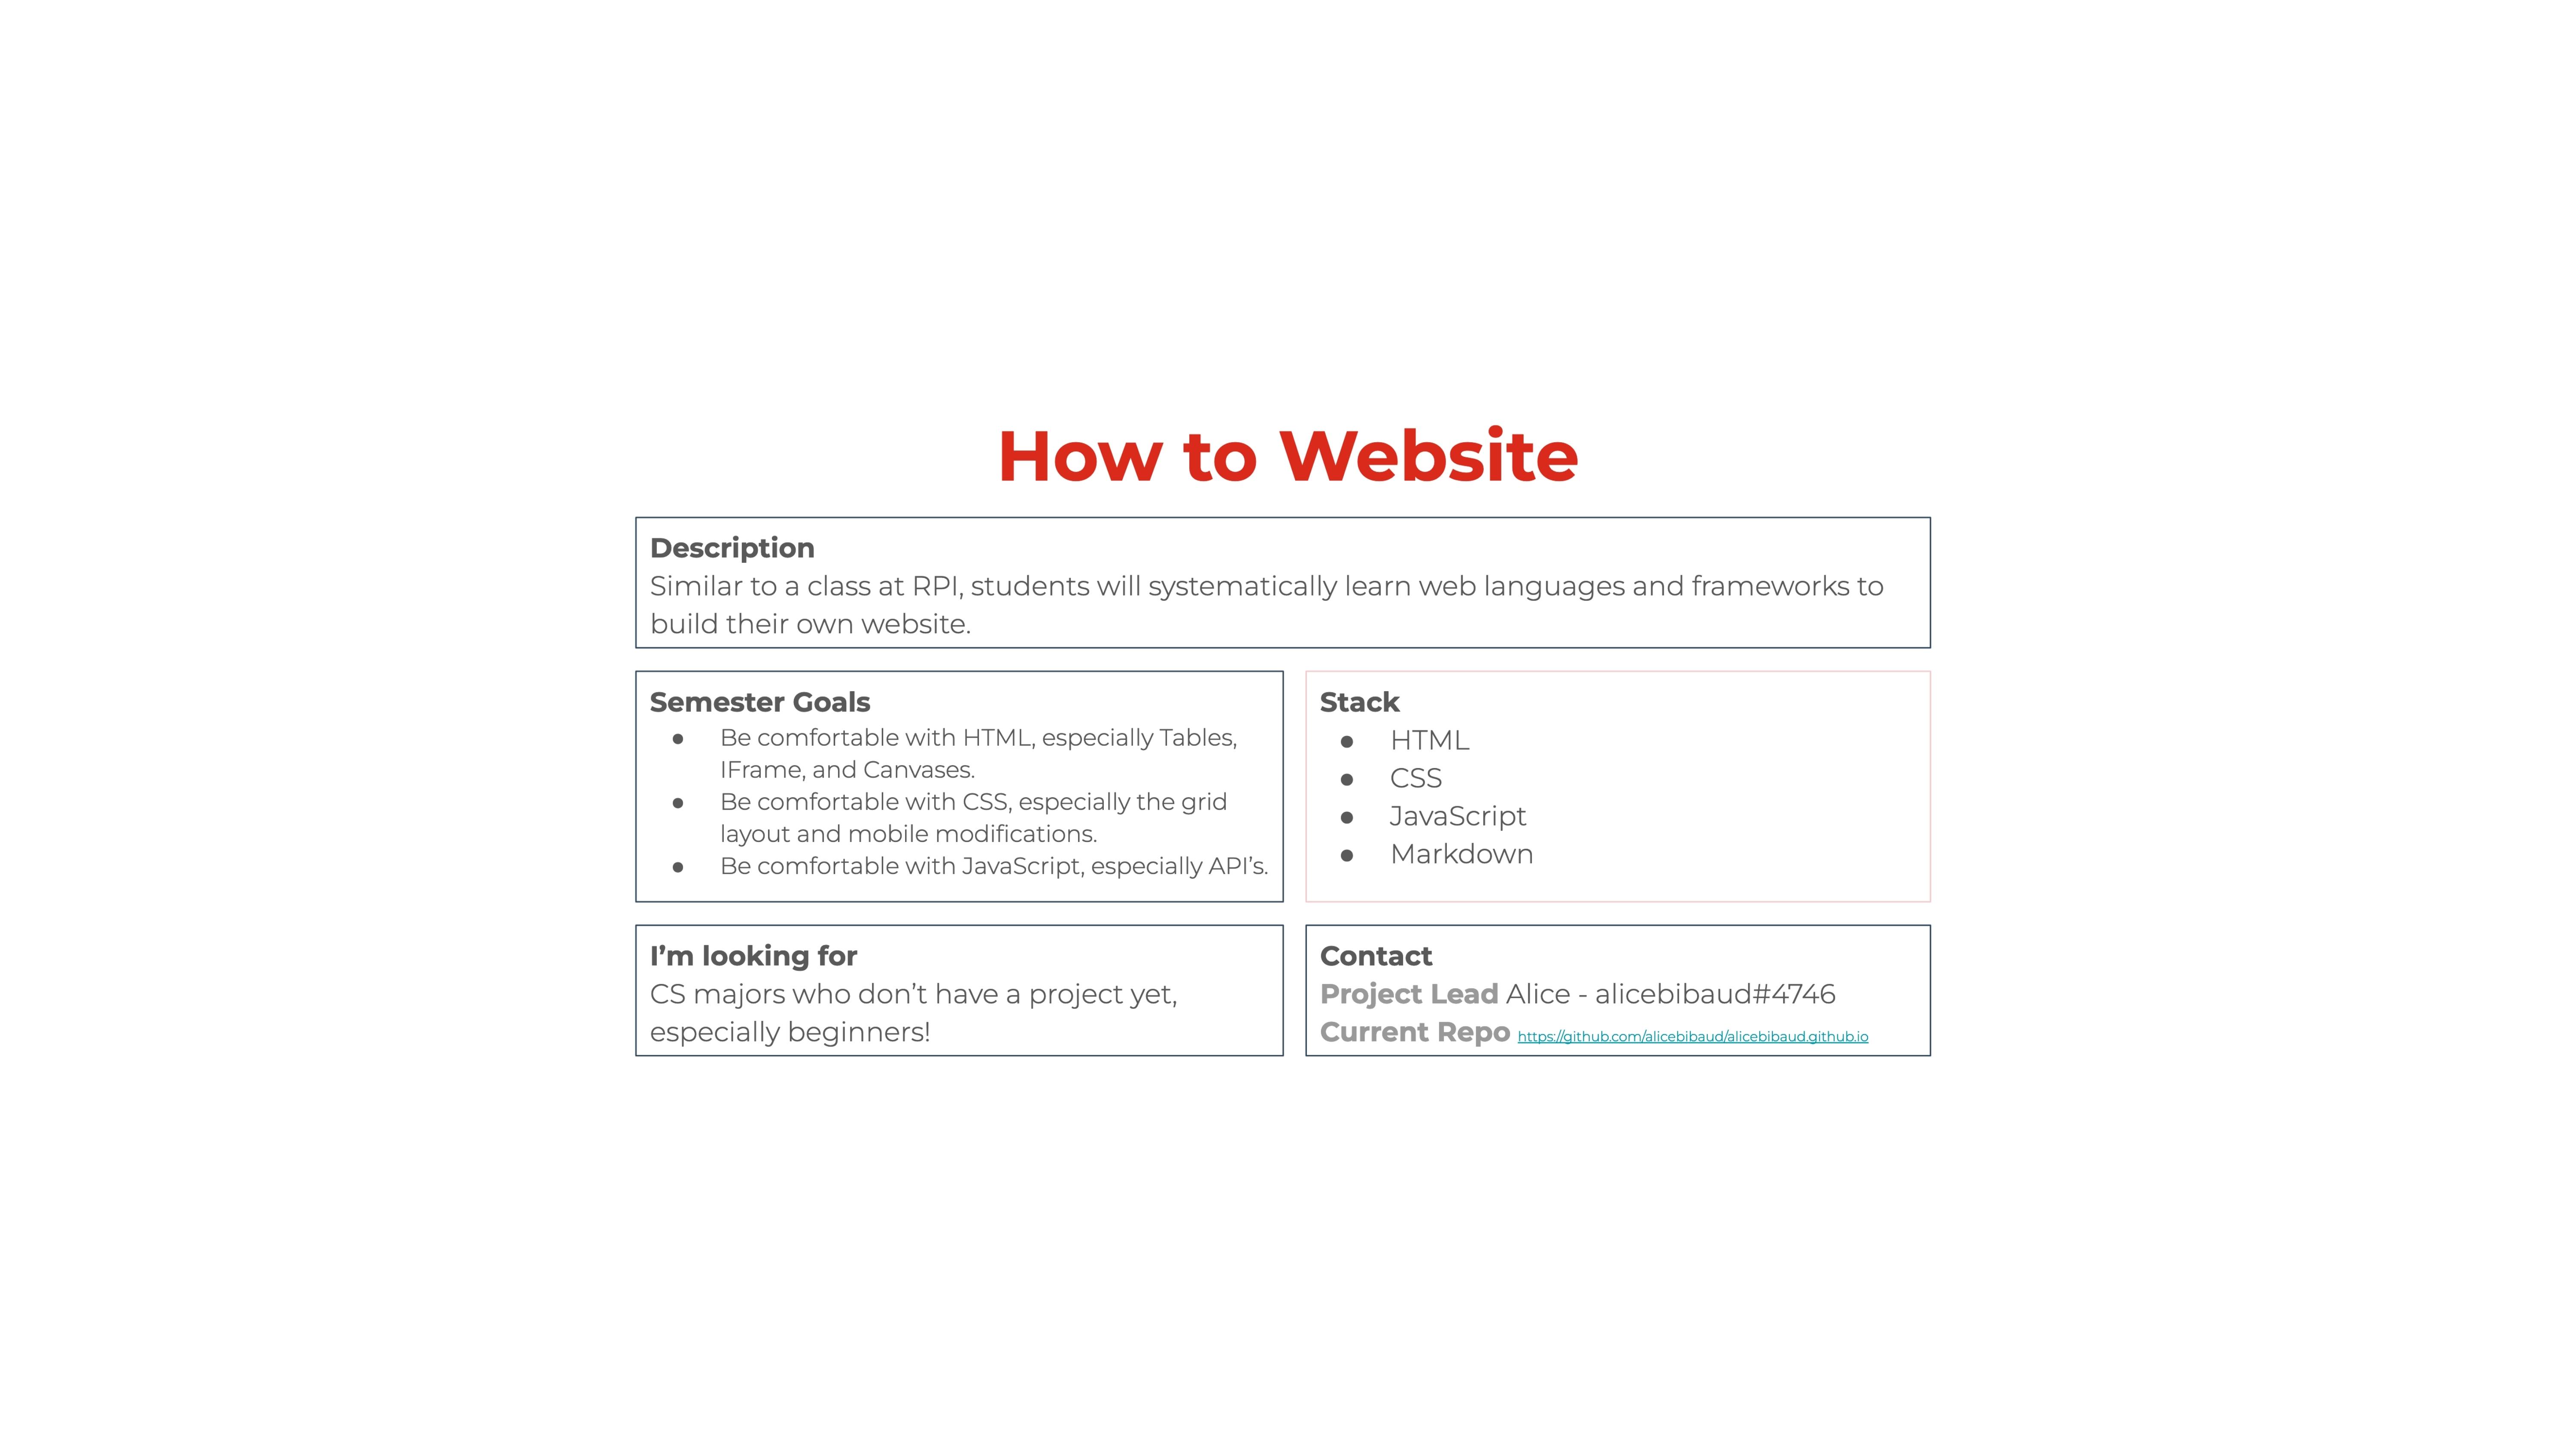 How to Website
Description
Similar to a class at RPI, students will systematically learn web languages and frameworks to
build their own website.
Semester Goals
● Be comfortable with HTML, especially Tables,
IFrame, and Canvases.
● Be comfortable with CSS, especially the grid
layout and mobile modifications.
● Be comfortable with JavaScript, especially API’s.
Stack
● HTML
● CSS
● JavaScript
● Markdown
I’m looking for
CS majors who don’t have a project yet,
especially beginners!
Contact
Project Lead Alice - alicebibaud#4746
Current Repo https://github.com/alicebibaud/alicebibaud.github.io